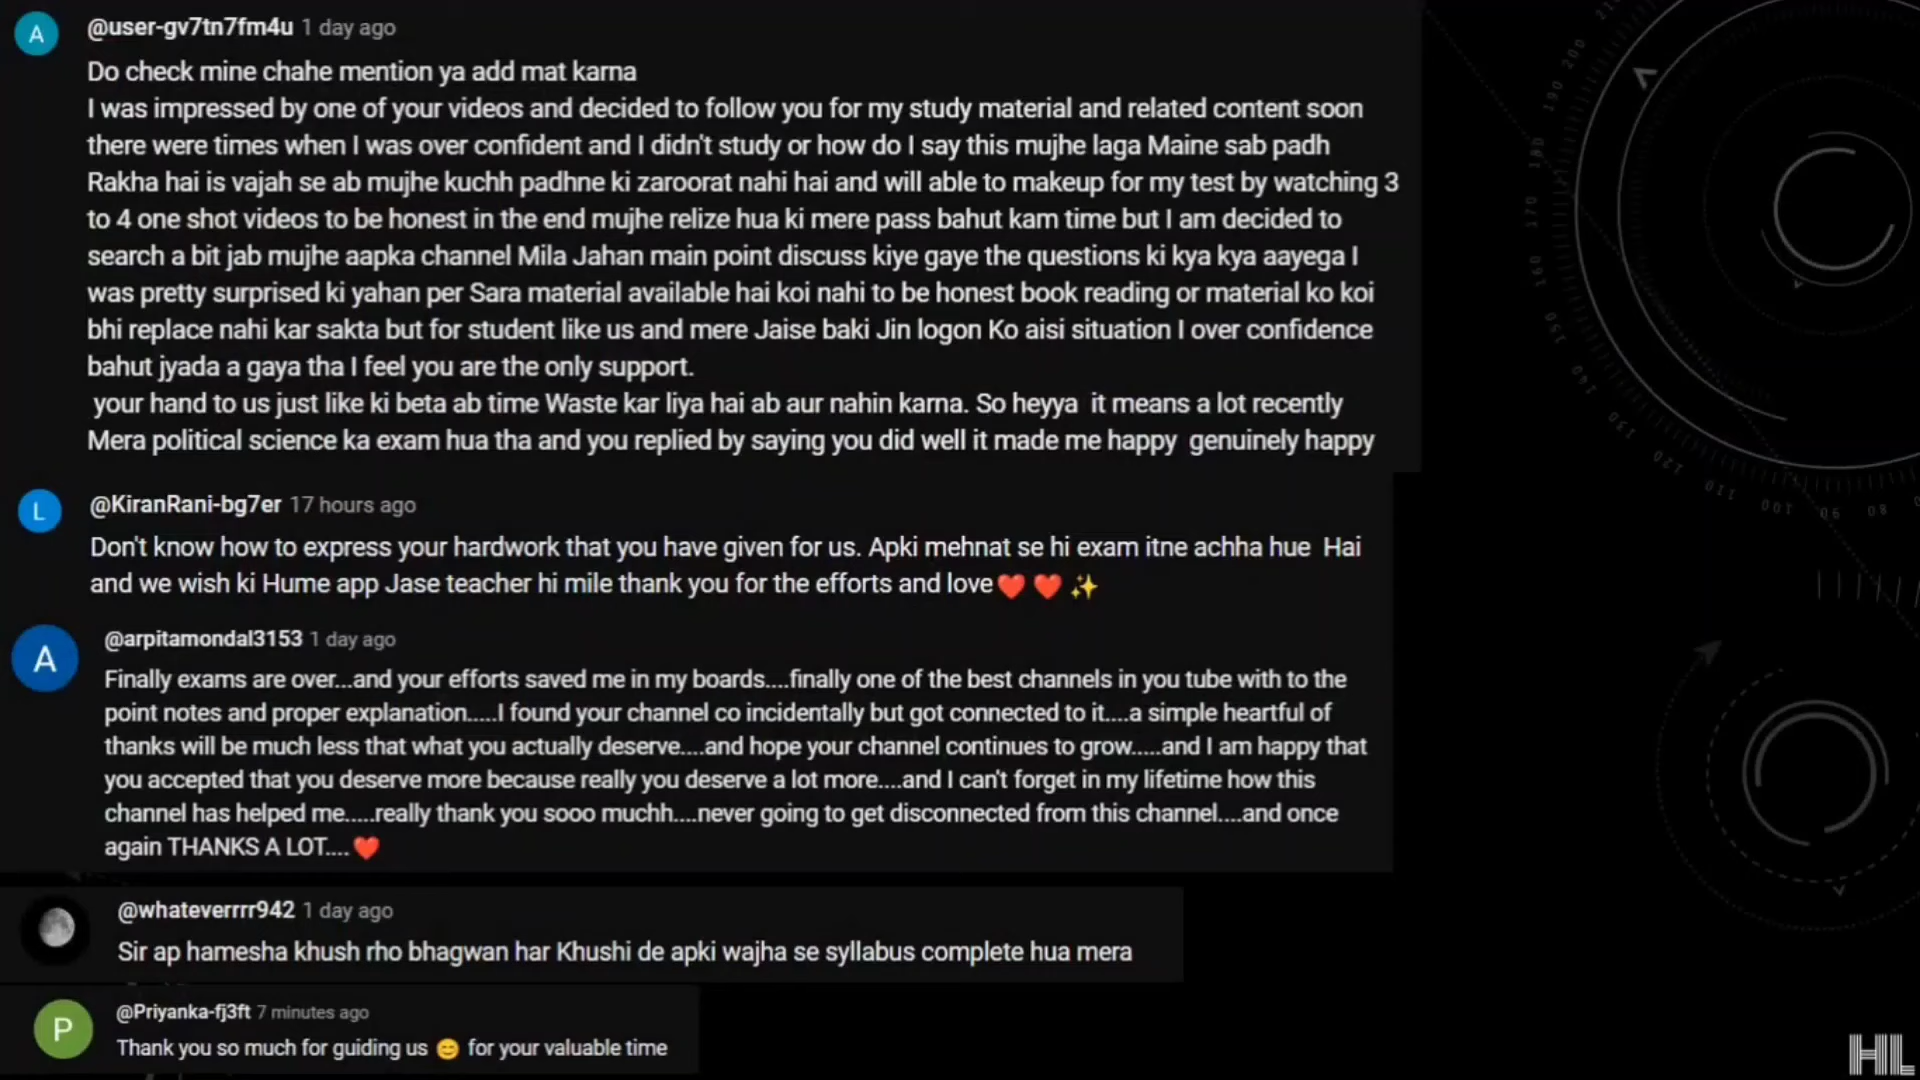 A
@user-gv7tn7fm4u 1 day ago
Do check mine chahe mention ya add mat karna
I was impressed by one of your videos and decided to follow you for my study material and related content soon
there were times when I was over confident and I didn't study or how do I say this mujhe laga Maine sab padh
Rakha hai is vajah se ab mujhe kuchh padhne ki zaroorat nahi hai and will able to makeup for my test by watching 3
to 4 one shot videos to be honest in the end mujhe relize hua ki mere pass bahut kam time but I am decided to
search a bit jab mujhe aapka channel Mila Jahan main point discuss kiye gaye the questions ki kya kya aayega I
was pretty surprised ki yahan per Sara material available hai koi nahi to be honest book reading or material ko koi
bhi replace nahi kar sakta but for student like us and mere Jaise baki Jin logon Ko aisi situation I over confidence
bahut jyada a gaya tha I feel you are the only support.
your hand to us just like ki beta ab time Waste kar liya hai ab aur nahin karna. So heyya it means a lot recently
Mera political science ka exam hua tha and you replied by saying you did well it made me happy genuinely happy
L
@KiranRani-bg7er 17 hours ago
Don't know how to express your hardwork that you have given for us. Apki mehnat se hi exam itne achha hue Hai
and we wish ki Hume app Jase teacher hi mile thank you for the efforts and love❤️ ❤️ ✨
A
@arpitamondal3153 1 day ago
Finally exams are over...and your efforts saved me in my boards....finally one of the best channels in you tube with to the
point notes and proper explanation.....I found your channel co incidentally but got connected to it....a simple heartful of
thanks will be much less that what you actually deserve....and hope your channel continues to grow.....and I am happy that
you accepted that you deserve more because really you deserve a lot more....and I can't forget in my lifetime how this
channel has helped me.....really thank you sooo muchh....never going to get disconnected from this channel....and once
again THANKS A LOT....❤️
@whateverrrr942 1 day ago
Sir ap hamesha khush rho bhagwan har Khushi de apki wajha se syllabus complete hua mera
P
@Priyanka-fj3ft 7 minutes ago
Thank you so much for guiding us 😊 for your valuable time
200
190
180
170
160
150
140
130
120
110
100
90
80
HL